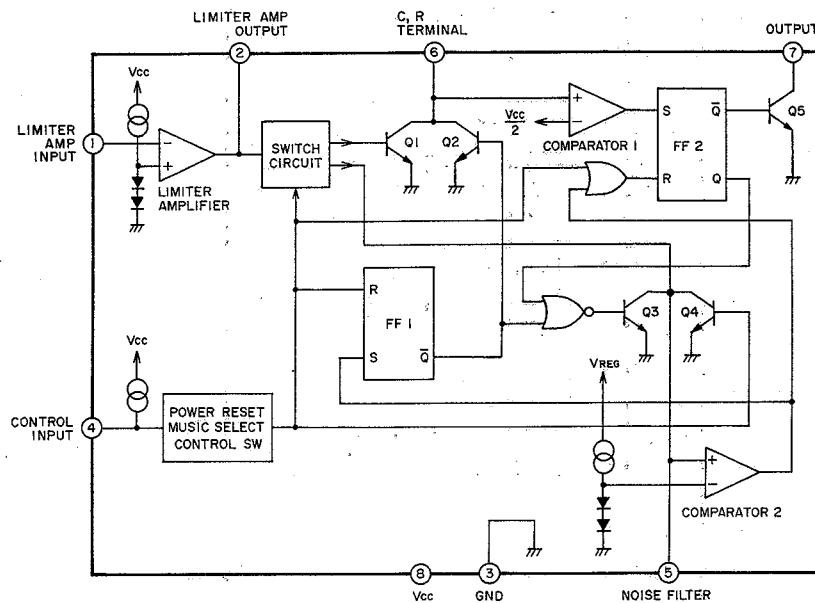 LIMITER AMP
OUTPUT
2
C, R
TERMINAL
6
OUTPUT
7
Vcc
LIMITER
AMP
INPUT
1
−
+
LIMITER
AMPLIFIER
SWITCH
CIRCUIT
Q1
Q2
Vcc
2
+
−
COMPARATOR 1
S
Q̅
FF 2
R
Q
Q5
R
FF 1
S
Q̅
Q3
Q4
Vcc
VREG
CONTROL
INPUT
4
POWER RESET
MUSIC SELECT
CONTROL SW
+
−
COMPARATOR 2
8
Vcc
3
GND
5
NOISE FILTER